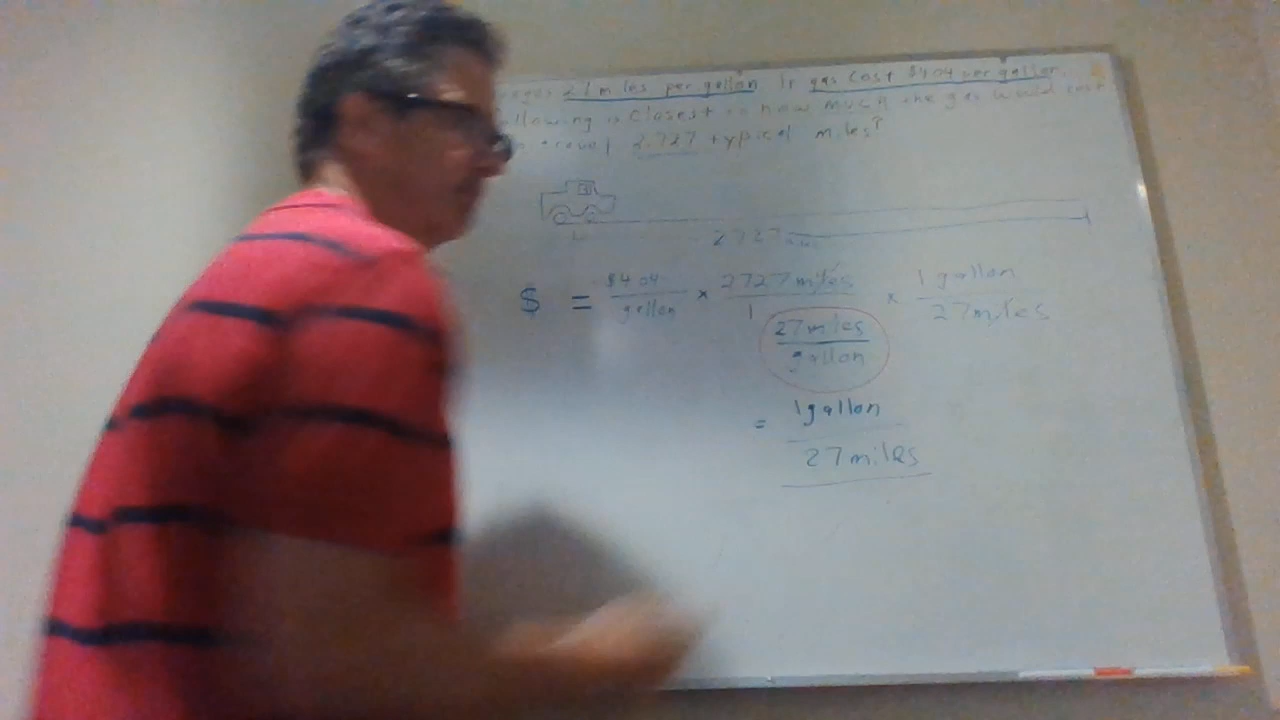 27 miles per gallon. If gas cost $4.04 per gallon,
following is closest to how much the gas would cost
travel 2,727 typical miles?
2727 miles
$ = $4.04 / gallon × 2727 miles / 1 × 1 gallon / 27 miles
27 miles / gallon
= 1 gallon / 27 miles